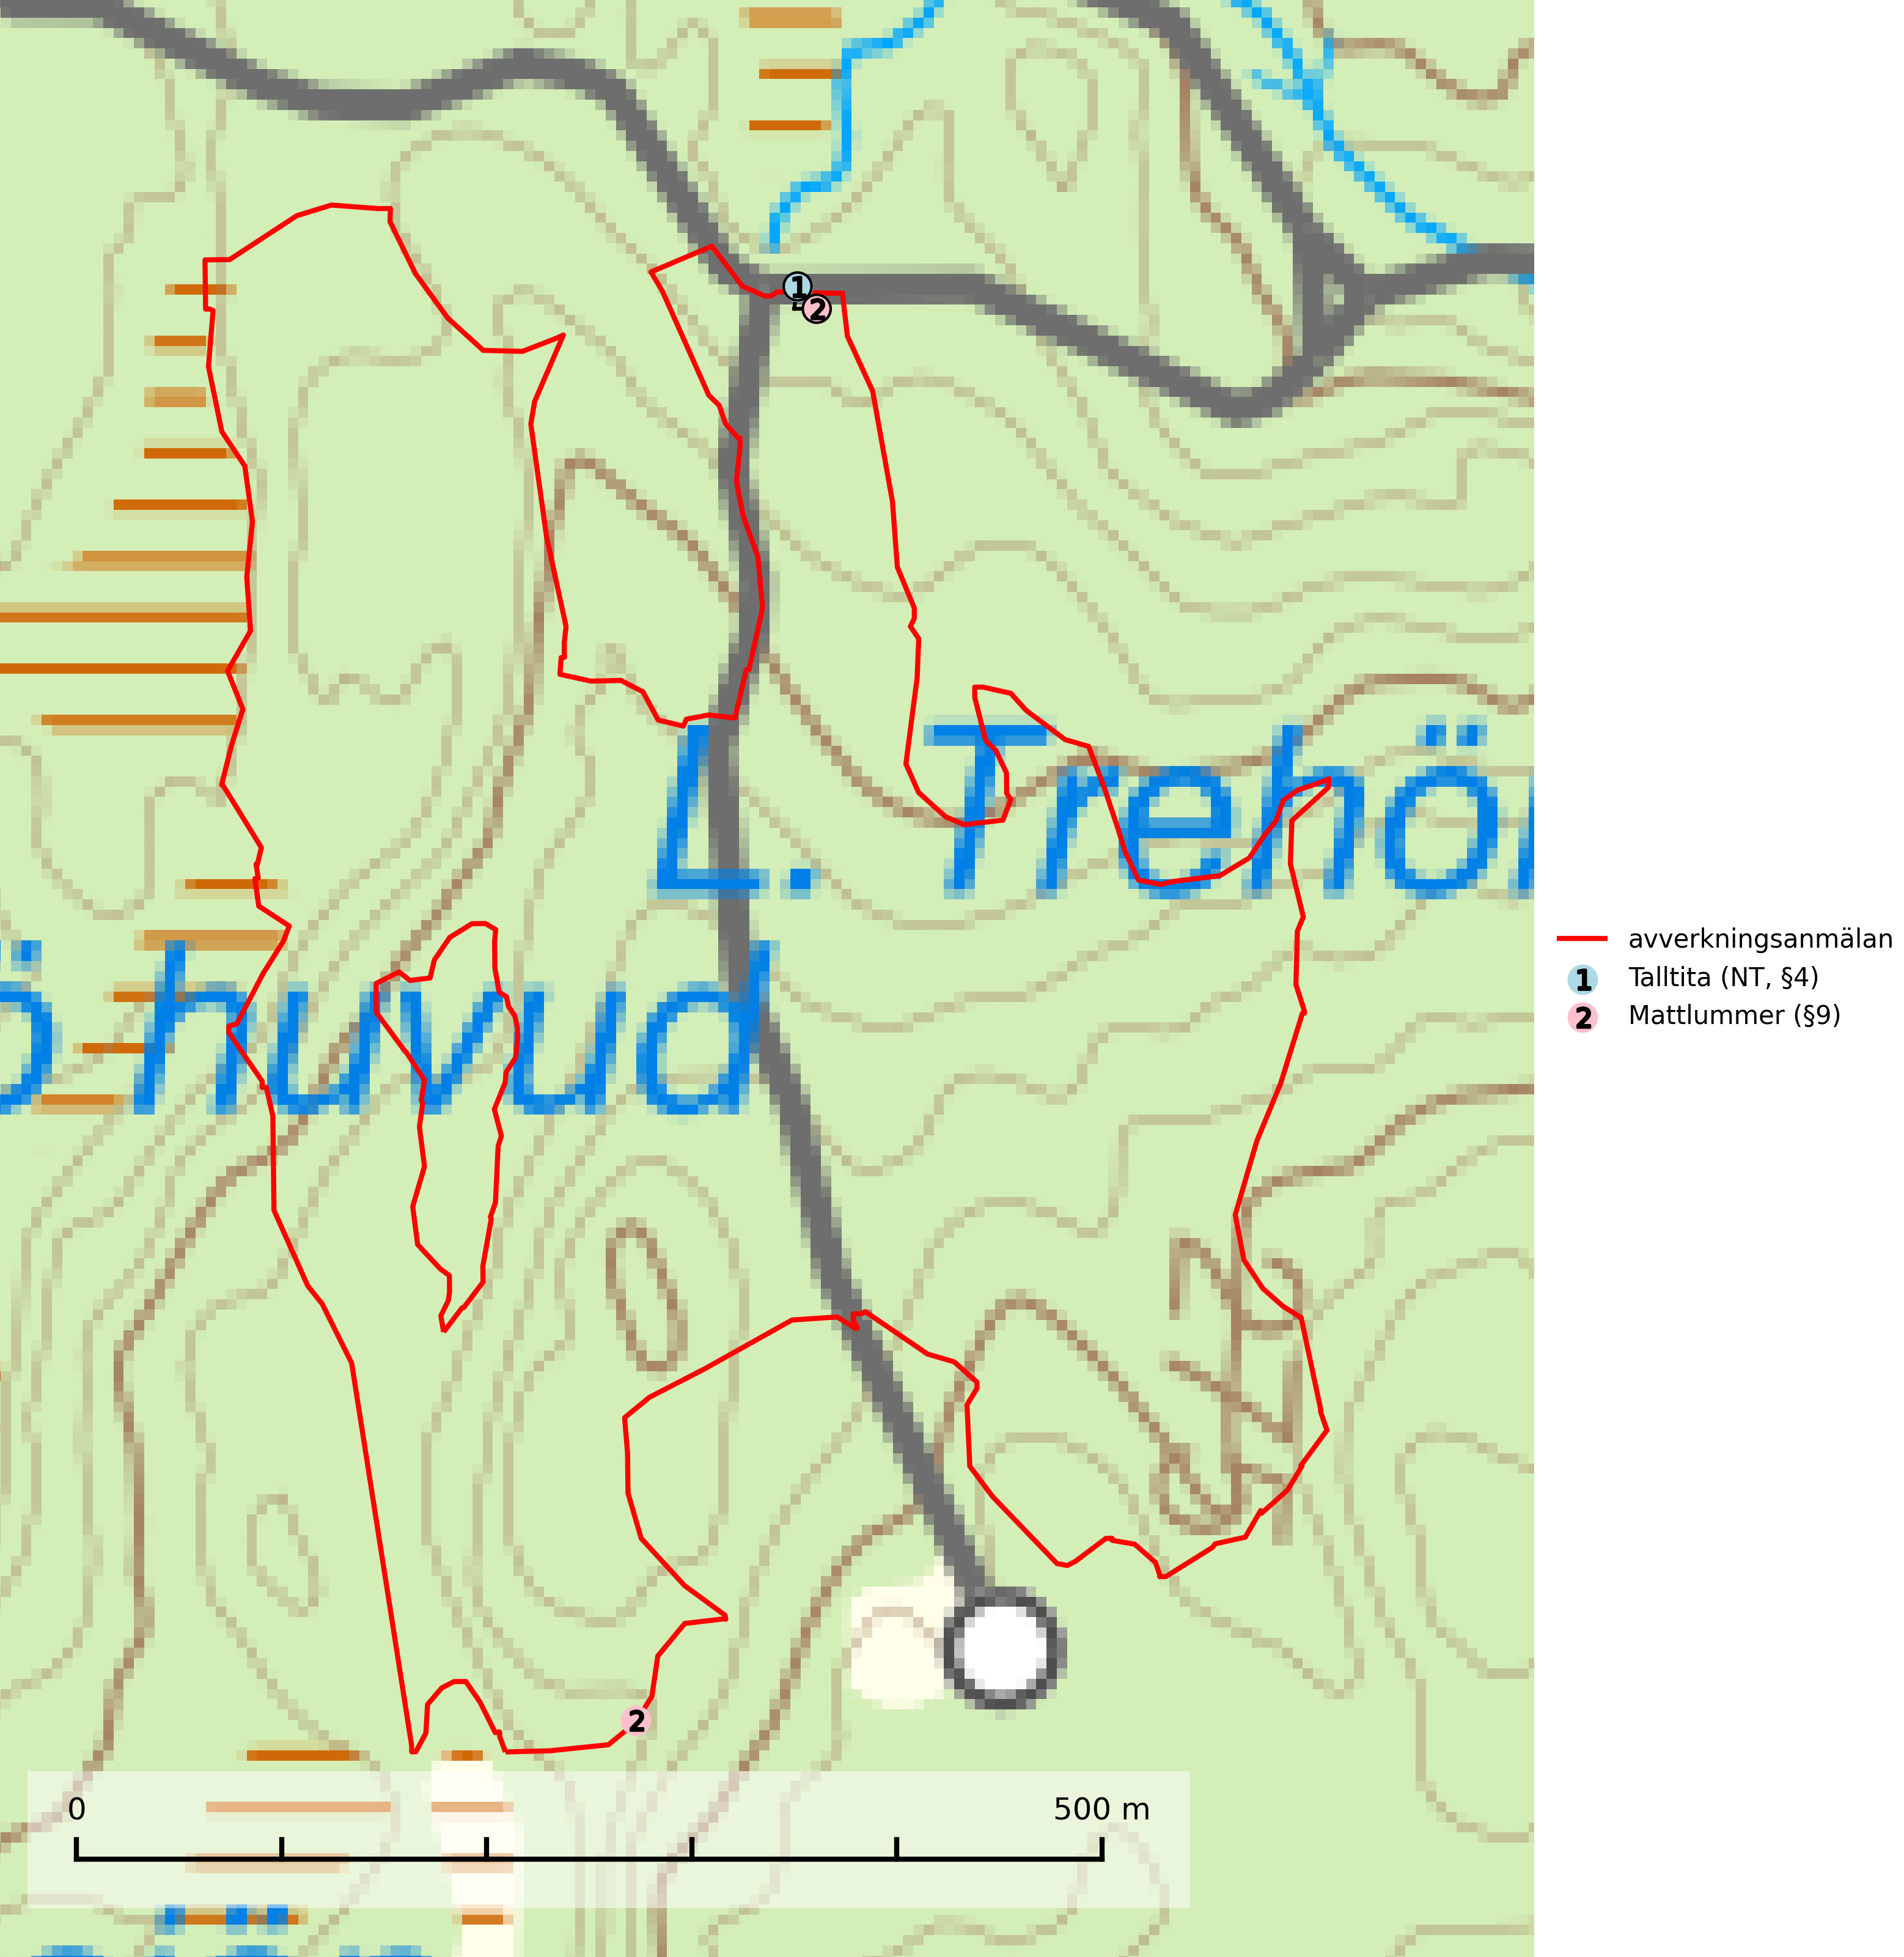 1
2
L. Trehö
huvud
avverkningsanmälan
1 Talltita (NT, §4)
2 Mattlummer (§9)
2
0 500 m